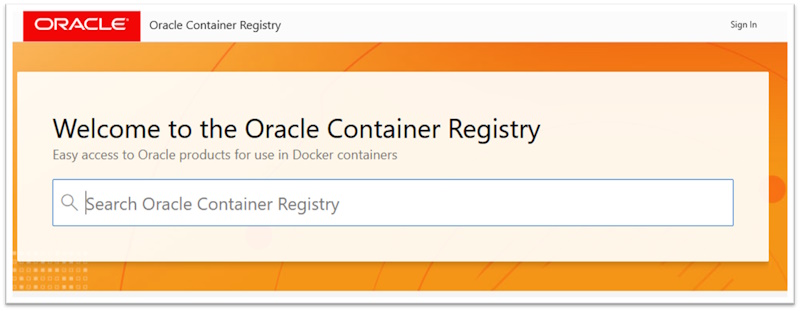 ORACLE Oracle Container Registry Sign In
Welcome to the Oracle Container Registry
Easy access to Oracle products for use in Docker containers
Search Oracle Container Registry